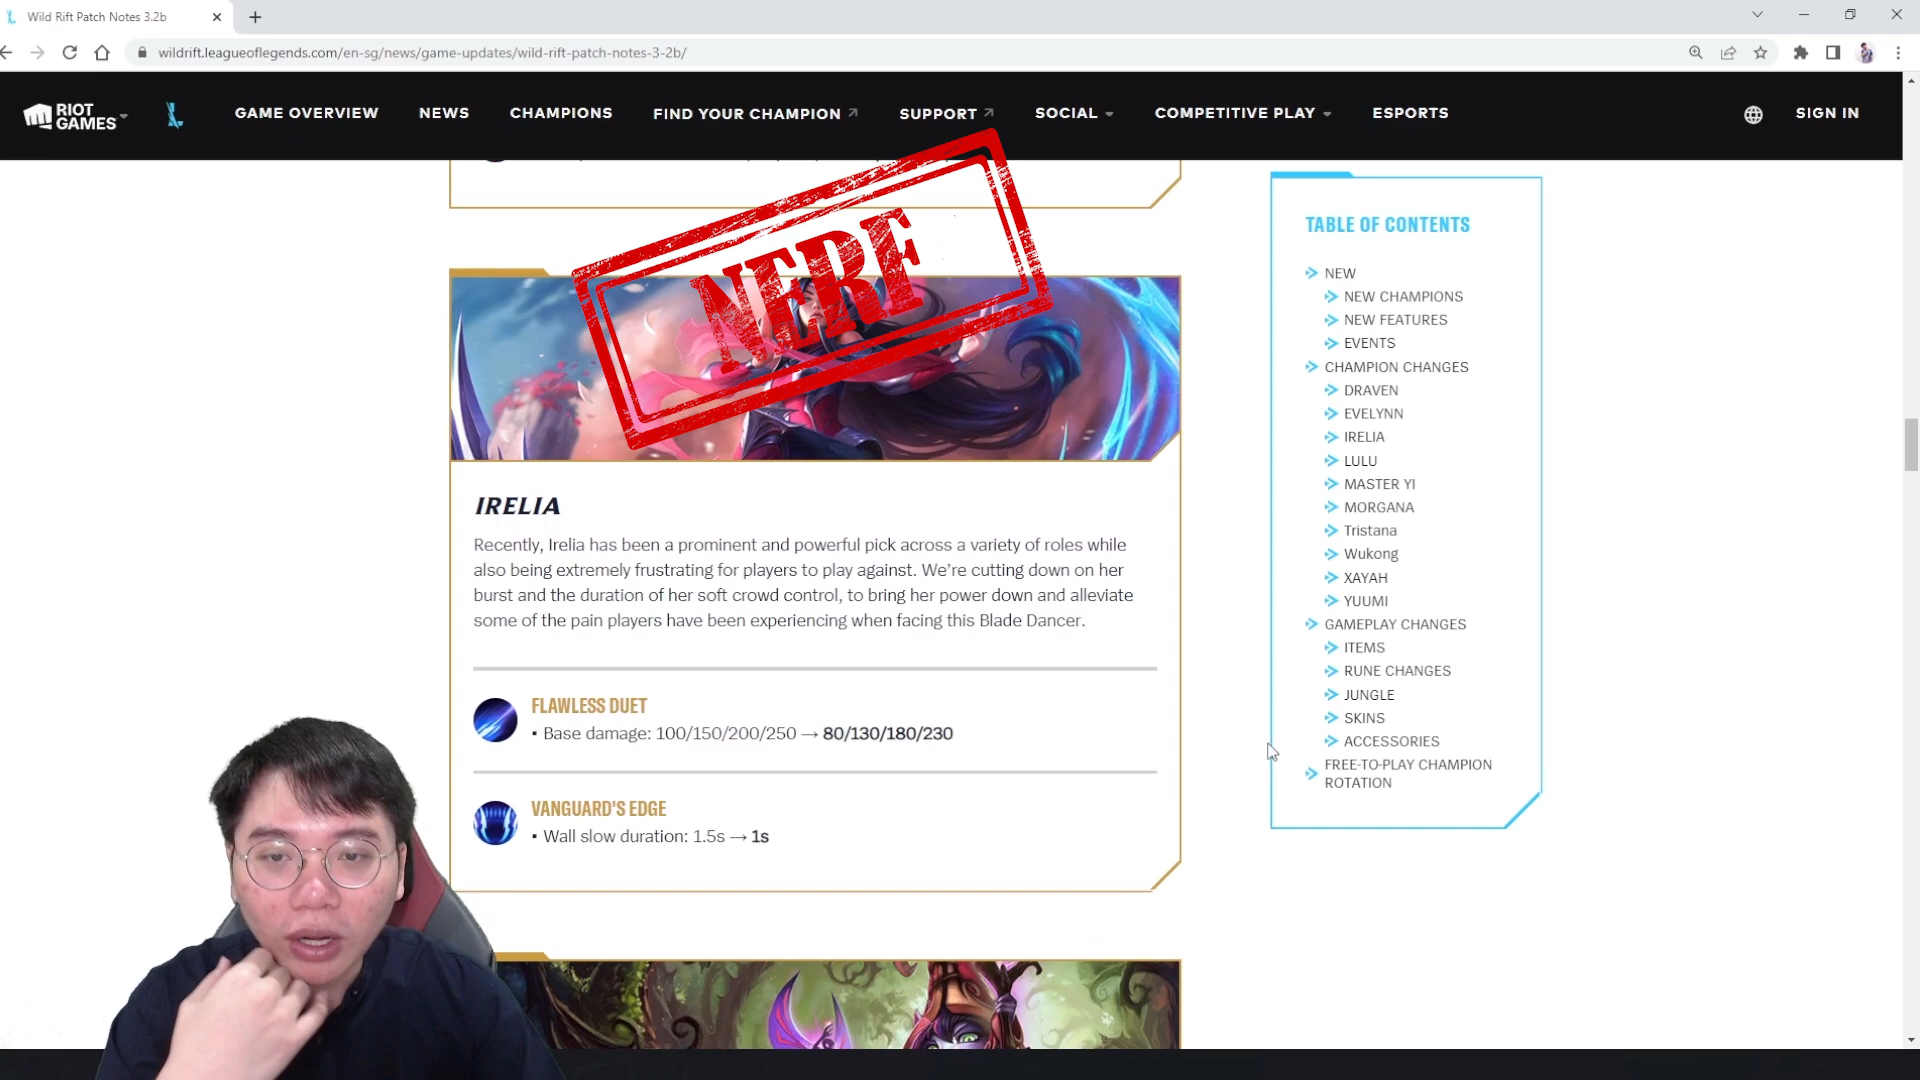 Wild Rift Patch Notes 3.2b
wildrift.leagueoflegends.com/en-sg/news/game-updates/wild-rift-patch-notes-3-2b/
RIOT GAMES
GAME OVERVIEW
NEWS
CHAMPIONS
FIND YOUR CHAMPION
SUPPORT
SOCIAL
COMPETITIVE PLAY
ESPORTS
SIGN IN
NERF
IRELIA
Recently, Irelia has been a prominent and powerful pick across a variety of roles while
also being extremely frustrating for players to play against. We're cutting down on her
burst and the duration of her soft crowd control, to bring her power down and alleviate
some of the pain players have been experiencing when facing this Blade Dancer.
FLAWLESS DUET
• Base damage: 100/150/200/250 → 80/130/180/230
VANGUARD'S EDGE
• Wall slow duration: 1.5s → 1s
TABLE OF CONTENTS
NEW
NEW CHAMPIONS
NEW FEATURES
EVENTS
CHAMPION CHANGES
DRAVEN
EVELYNN
IRELIA
LULU
MASTER YI
MORGANA
Tristana
Wukong
XAYAH
YUUMI
GAMEPLAY CHANGES
ITEMS
RUNE CHANGES
JUNGLE
SKINS
ACCESSORIES
FREE-TO-PLAY CHAMPION
ROTATION